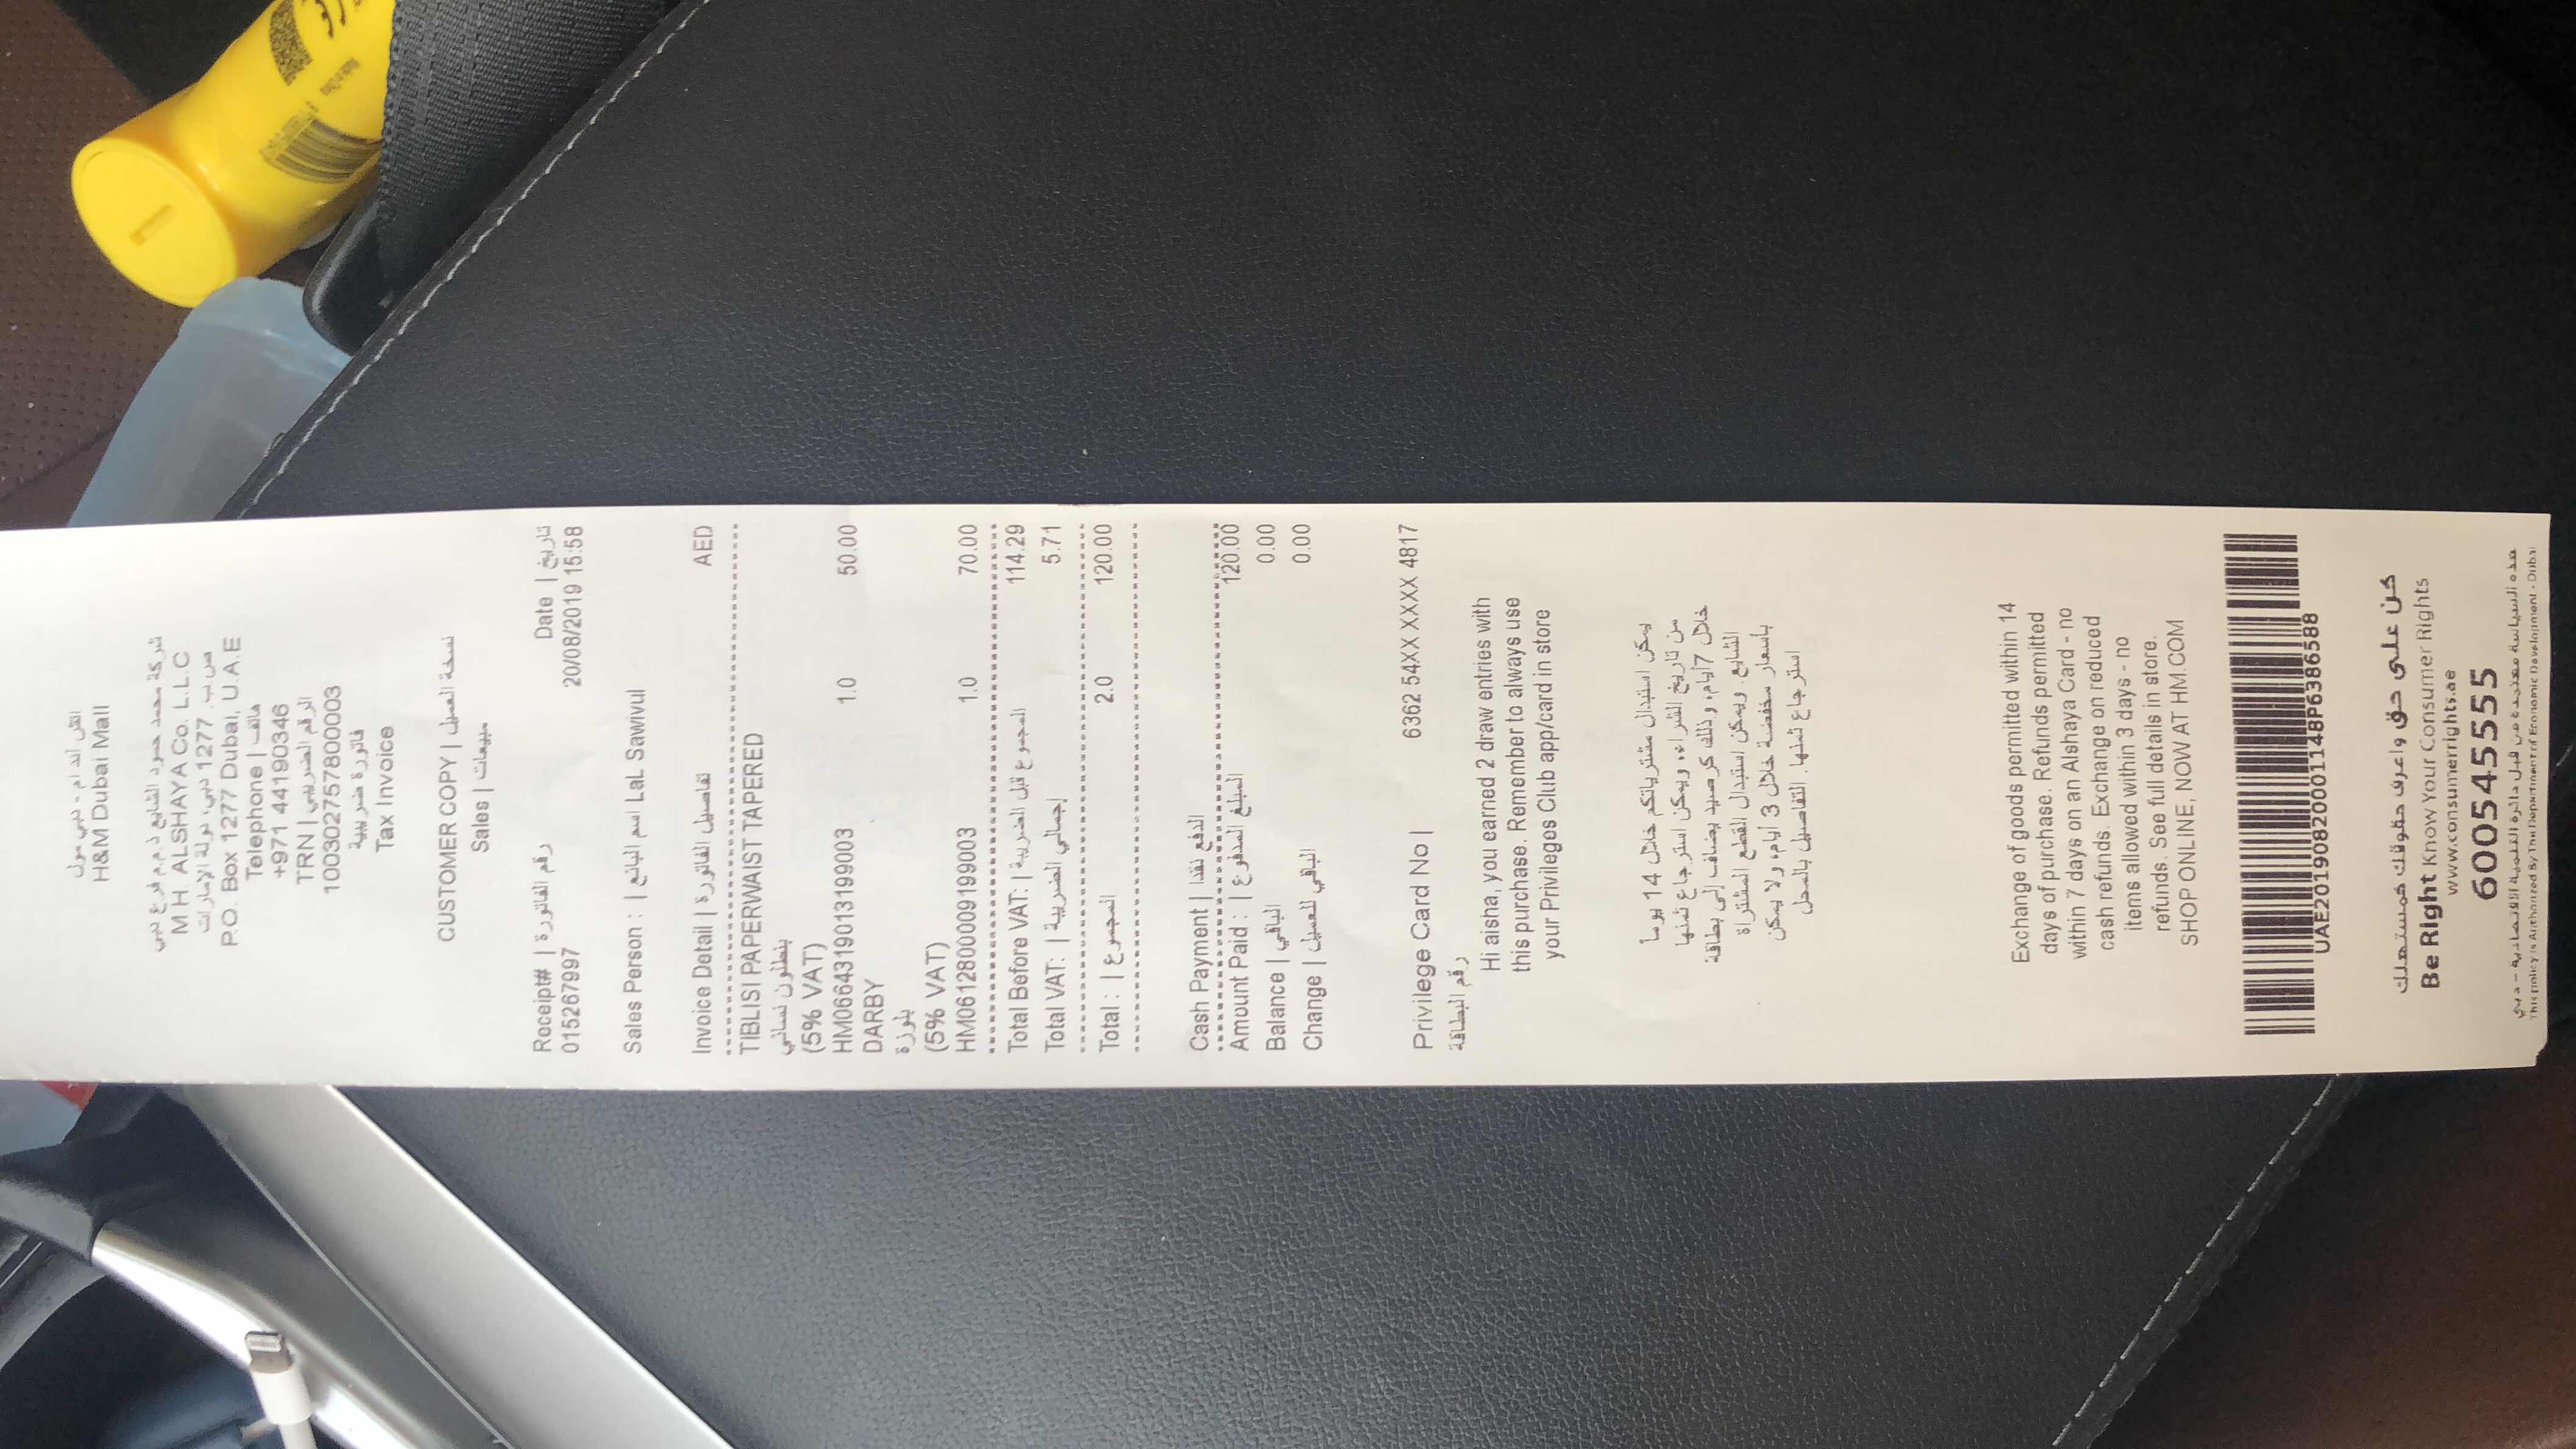 اتش أند ام - دبي مول
H&M Dubai Mall
شركة محمد حمود الشايع ذ.م.م فرع دبي
M.H. ALSHAYA Co. L.L.C
ص.ب. 1277 دبي، دولة الإمارات
P.O. Box 1277 Dubai, U.A.E
Telephone | هاتف
+971 44190346
TRN | الرقم الضريبي
100302757800003
فاتورة ضريبية
Tax Invoice
CUSTOMER COPY | نسخة العميل
Sales | مبيعات
Receipt# | رقم الفاتورة Date | تاريخ
015267997 20/08/2019 15:58
Sales Person : | اسم البائع LaL Sawivul
Invoice Detail | تفاصيل الفاتورة AED
TIBLISI PAPERWAIST TAPERED
بنطلون نسائي
(5% VAT)
HM0664319013199003 1.0 50.00
DARBY
بلوزة
(5% VAT)
HM0612800009199003 1.0 70.00
Total Before VAT: | المجموع قبل الضريبة 114.29
Total VAT: | إجمالي الضريبة 5.71
Total : | المجموع 2.0 120.00
Cash Payment | الدفع نقدا
Amount Paid : | المبلغ المدفوع 120.00
Balance | الباقي 0.00
Change | الباقي للعميل 0.00
Privilege Card No | 6362 54XX XXXX 4817
رقم البطاقة
Hi aisha, you earned 2 draw entries with
this purchase. Remember to always use
your Privileges Club app/card in store
يمكن استبدال مشترياتكم خلال 14 يوماً
من تاريخ الشراء، ويمكن استرجاع ثمنها
خلال 7أيام، وذلك كرصيد يضاف إلى بطاقة
الشايع. ويمكن استبدال القطع المشتراة
بأسعار مخفضة خلال 3 أيام، ولا يمكن
استرجاع ثمنها. التفاصيل بالمحل
Exchange of goods permitted within 14
days of purchase. Refunds permitted
within 7 days on an Alshaya Card - no
cash refunds. Exchange on reduced
items allowed within 3 days - no
refunds. See full details in store.
SHOP ONLINE, NOW AT HM.COM
UAE20190820001148P6386588
كن على حق واعرف حقوقك كمستهلك
Be Right Know Your Consumer Rights
www.consumerrights.ae
600545555
هذه السياسة معتمدة من قبل دائرة التنمية الاقتصادية - دبي
This policy is Authorized By The Department of Economic Development - Dubai